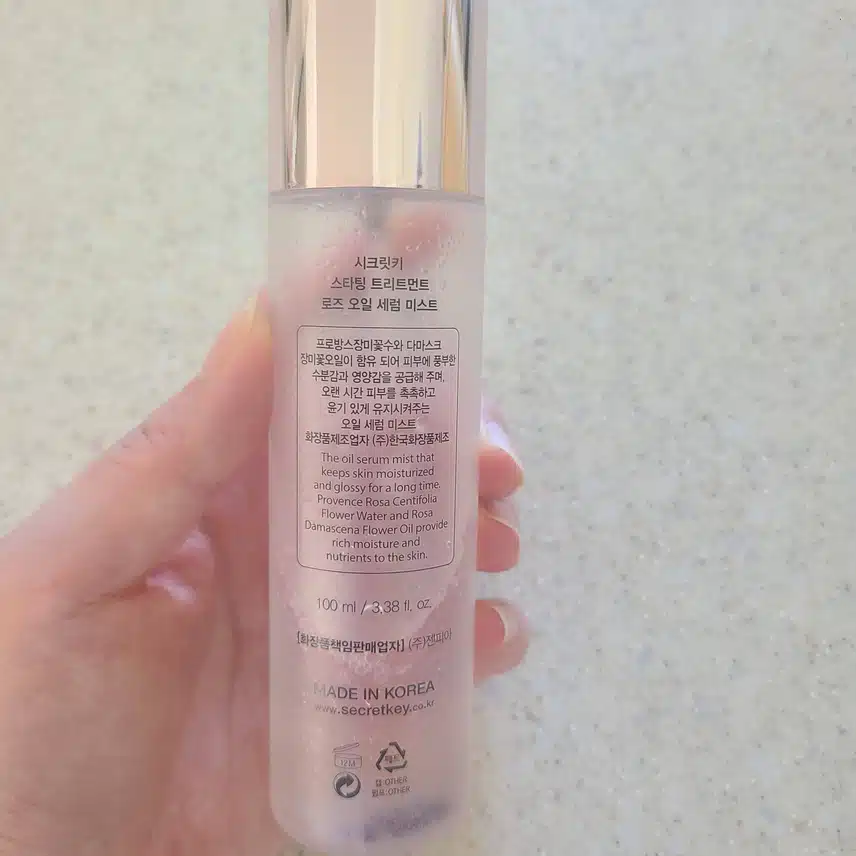 시크릿키
스타팅 트리트먼트
로즈 오일 세럼 미스트
프로방스장미꽃수와 다마스크
장미꽃오일이 함유 되어 피부에 풍부한
수분감과 영양감을 공급해 주며,
오랜 시간 피부를 촉촉하고
윤기 있게 유지시켜주는
오일 세럼 미스트
화장품제조업자 (주)한국화장품제조
The oil serum mist that
keeps skin moisturized
and glossy for a long time.
Provence Rosa Centifolia
Flower Water and Rosa
Damascena Flower Oil provide
rich moisture and
nutrients to the skin.
100 ml / 3.38 fl. oz.
[화장품책임판매업자] (주)젠피아
MADE IN KOREA
www.secretkey.co.kr
12M
페트
캡:OTHER
펌프:OTHER